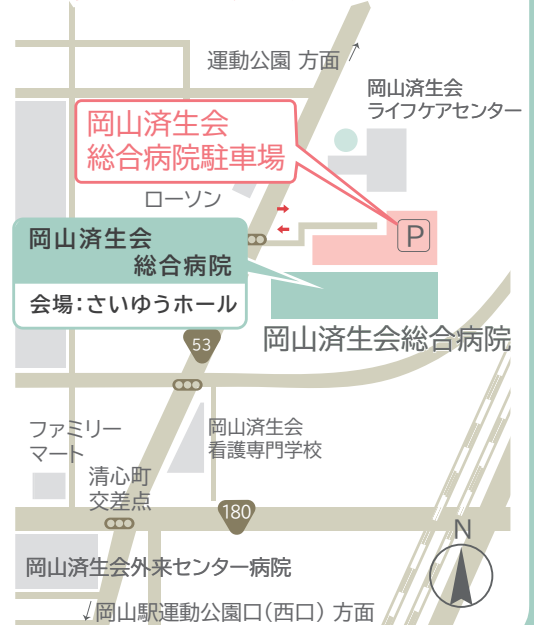 運動公園 方面
岡山済生会
ライフケアセンター
岡山済生会
総合病院駐車場
ローソン
P
岡山済生会
総合病院
会場：さいゆうホール
岡山済生会総合病院
53
ファミリー
マート
岡山済生会
看護専門学校
清心町
交差点
180
N
岡山済生会外来センター病院
岡山駅運動公園口(西口) 方面